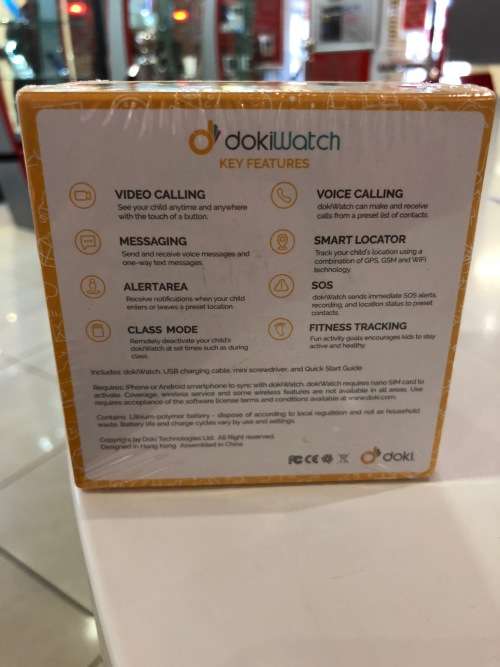 dokiWatch
KEY FEATURES
VIDEO CALLING
See your child anytime and anywhere
with the touch of a button.
VOICE CALLING
dokiWatch can make and receive
calls from a preset list of contacts.
MESSAGING
Send and receive voice messages and
one-way text messages.
SMART LOCATOR
Track your child's location using a
combination of GPS, GSM and WiFi
technology.
ALERTAREA
Receive notifications when your child
enters or leaves a preset location.
SOS
dokiWatch sends immediate SOS alerts,
recording, and location status to preset
contacts.
CLASS MODE
Remotely deactivate your child's
dokiWatch at set times such as during
class.
FITNESS TRACKING
Fun activity goals encourages kids to stay
active and healthy.
Includes: dokiWatch, USB charging cable, mini screwdriver, and Quick Start Guide
Requires: iPhone or Android smartphone to sync with dokiWatch. dokiWatch requires nano-SIM card to
activate. Coverage, wireless service and some wireless features are not available in all areas. Use
requires acceptance of the software license terms and conditions available at www.doki.com.
Contains: Lithium-polymer battery - dispose of according to local regulation and not as household
waste. Battery life and charge cycles vary by use and settings.
Copyright by Doki Technologies Ltd. All Right reserved.
Designed in Hong Kong. Assembled in China
FC CE
doki.